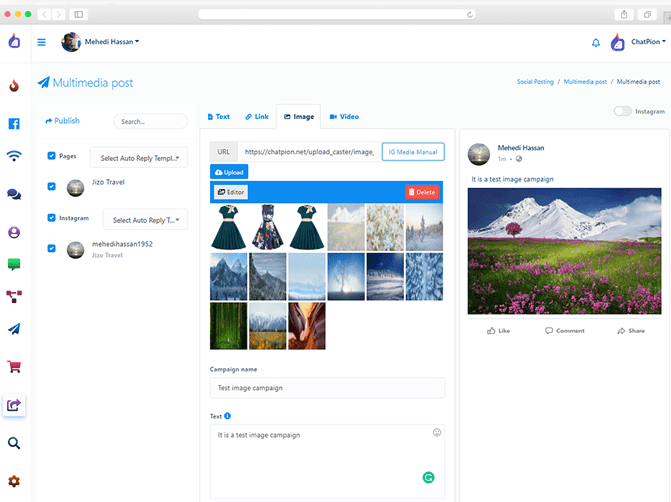 Mehedi Hassan
ChatPion
Multimedia post
Social Posting / Multimedia post / Multimedia post
Publish
Search...
Text
Link
Image
Video
Instagram
Pages
Select Auto Reply Templ...
Jizo Travel
Instagram
Select Auto Reply T...
mehedihassan1952
Jizo Travel
URL
https://chatpion.net/upload_caster/image_
IG Media Manual
Upload
Editor
Delete
Campaign name
Test image campaign
Text
It is a test image campaign
Mehedi Hassan
1m
It is a test image campaign
Like
Comment
Share